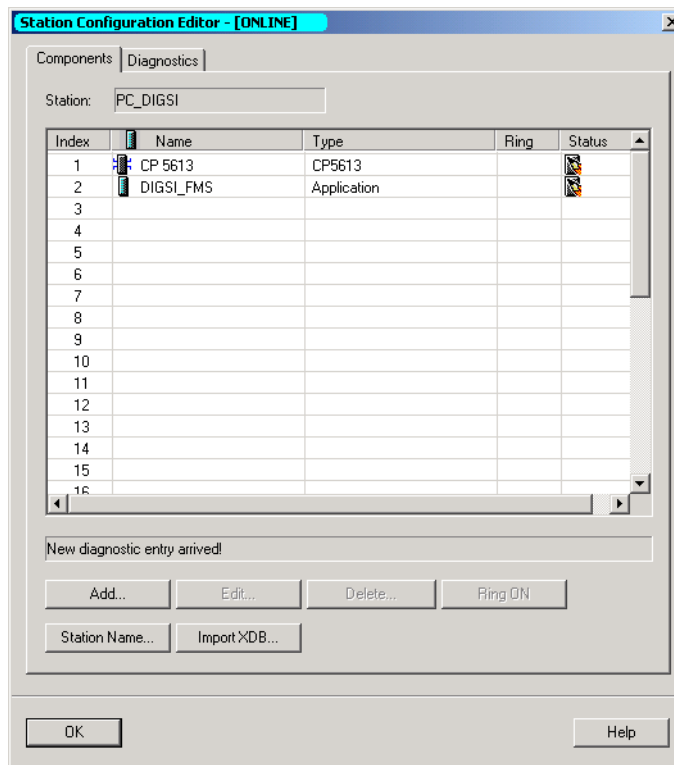 Station Configuration Editor - [ONLINE]
Components Diagnostics
Station: PC_DIGSI
Index Name Type Ring Status
1 CP 5613 CP5613
2 DIGSI_FMS Application
3
4
5
6
7
8
9
10
11
12
13
14
15
16
New diagnostic entry arrived!
Add... Edit... Delete... Ring ON
Station Name... Import XDB...
OK Help